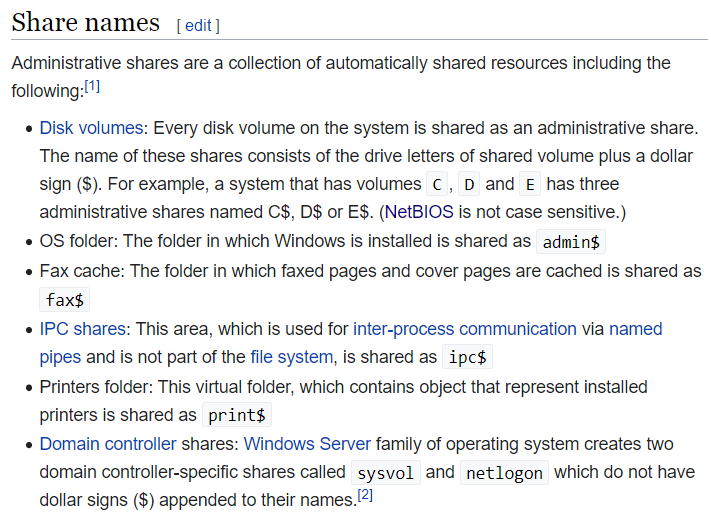 Share names [ edit ]
Administrative shares are a collection of automatically shared resources including the
following:[1]
• Disk volumes: Every disk volume on the system is shared as an administrative share.
The name of these shares consists of the drive letters of shared volume plus a dollar
sign ($). For example, a system that has volumes C , D and E has three
administrative shares named C$, D$ or E$. (NetBIOS is not case sensitive.)
• OS folder: The folder in which Windows is installed is shared as admin$
• Fax cache: The folder in which faxed pages and cover pages are cached is shared as
fax$
• IPC shares: This area, which is used for inter-process communication via named
pipes and is not part of the file system, is shared as ipc$
• Printers folder: This virtual folder, which contains object that represent installed
printers is shared as print$
• Domain controller shares: Windows Server family of operating system creates two
domain controller-specific shares called sysvol and netlogon which do not have
dollar signs ($) appended to their names.[2]